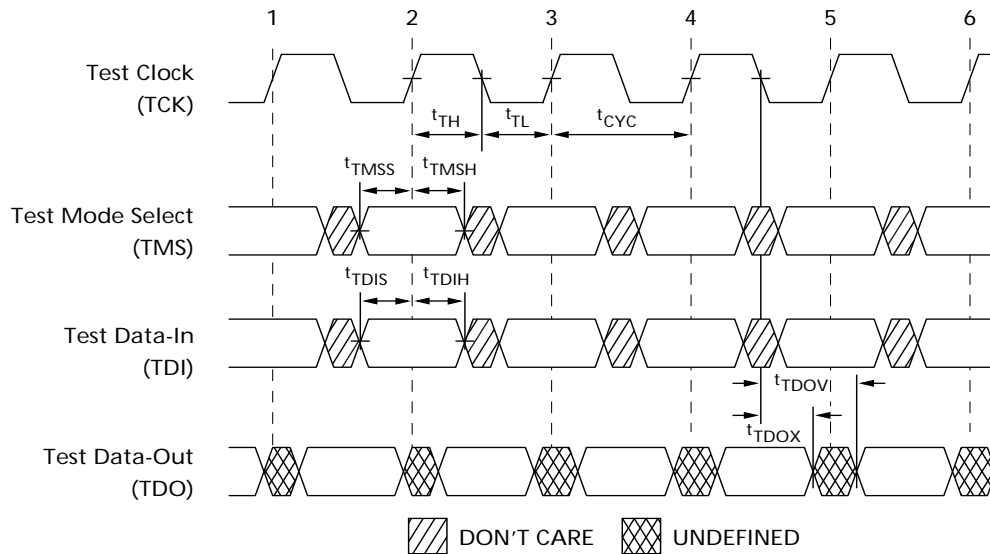 1 2 3 4 5 6
Test Clock
(TCK)
tTH tTL tCYC
tTMSS tTMSH
Test Mode Select
(TMS)
tTDIS tTDIH
Test Data-In
(TDI)
tTDOV
tTDOX
Test Data-Out
(TDO)
DON'T CARE UNDEFINED